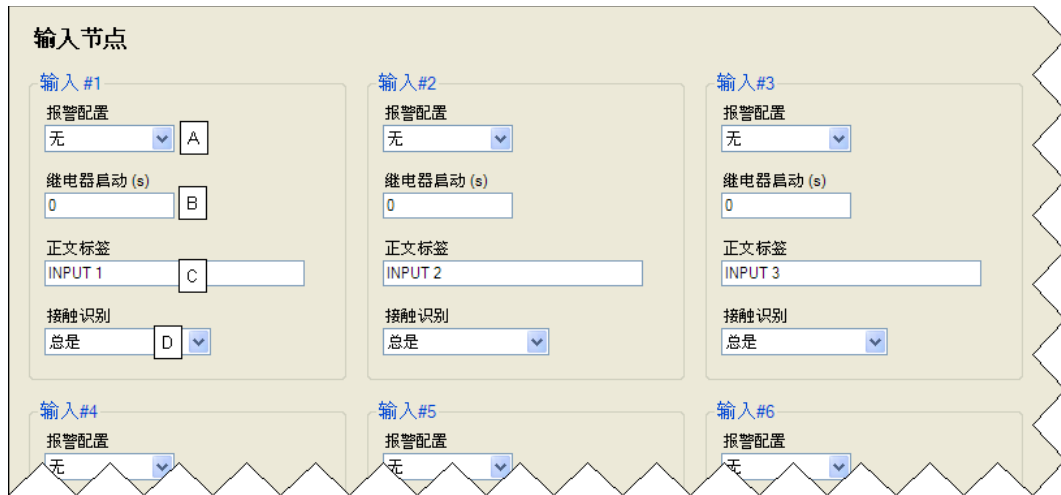 输入节点
输入 #1
报警配置
无
A
继电器启动 (s)
0
B
正文标签
INPUT 1
C
接触识别
总是
D
输入#2
报警配置
无
继电器启动 (s)
0
正文标签
INPUT 2
接触识别
总是
输入#3
报警配置
无
继电器启动 (s)
0
正文标签
INPUT 3
接触识别
总是
输入#4
报警配置
无
输入#5
报警配置
无
输入#6
报警配置
无